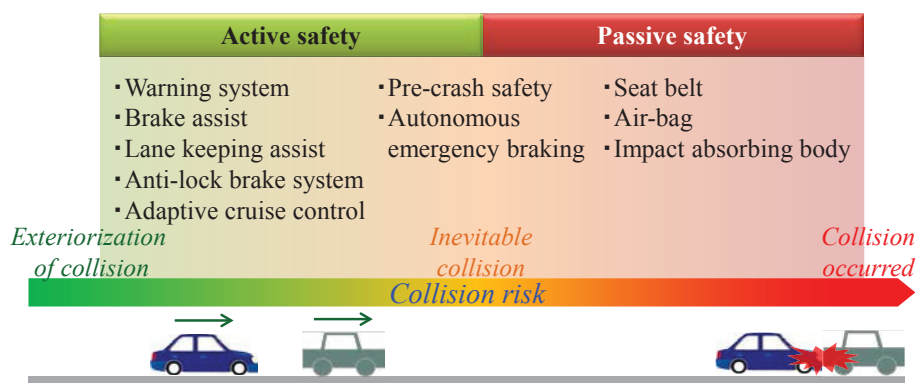 Active safety
Passive safety
・Warning system
・Brake assist
・Lane keeping assist
・Anti-lock brake system
・Adaptive cruise control
・Pre-crash safety
・Autonomous
emergency braking
・Seat belt
・Air-bag
・Impact absorbing body
Exteriorization
of collision
Inevitable
collision
Collision
occurred
Collision risk